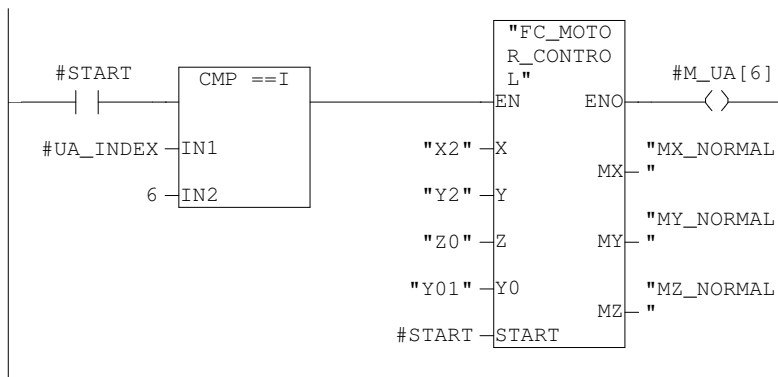 "FC_MOTO
R_CONTRO
L"
#START
CMP ==I
#M_UA[6]
EN
ENO
#UA_INDEX
IN1
"X2"
X
"MX_NORMAL
MX
"
6
IN2
"Y2"
Y
"MY_NORMAL
"Z0"
Z
MY
"
"Y01"
Y0
"MZ_NORMAL
MZ
"
#START
START